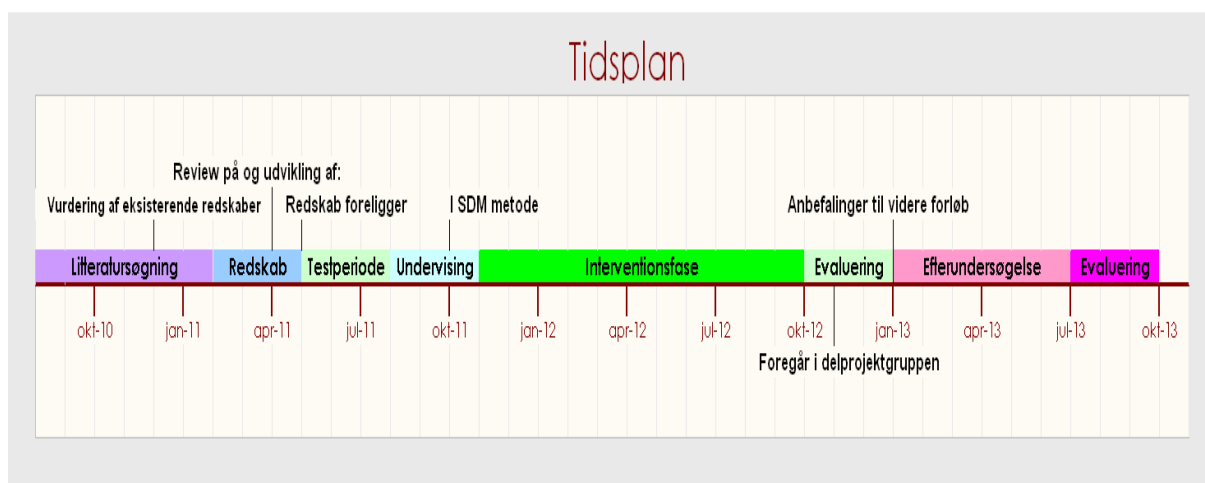 Tidsplan
Review på og udvikling af:
Vurdering af eksisterende redskaber
Redskab foreligger
I SDM metode
Anbefalinger til videre forløb
Litteratursøgning
Redskab
Testperiode
Undervising
Interventionsfase
Evaluering
Efterundersøgelse
Evaluering
okt-10
jan-11
apr-11
jul-11
okt-11
jan-12
apr-12
jul-12
okt-12
jan-13
apr-13
jul-13
okt-13
Foregår i delprojektgruppen